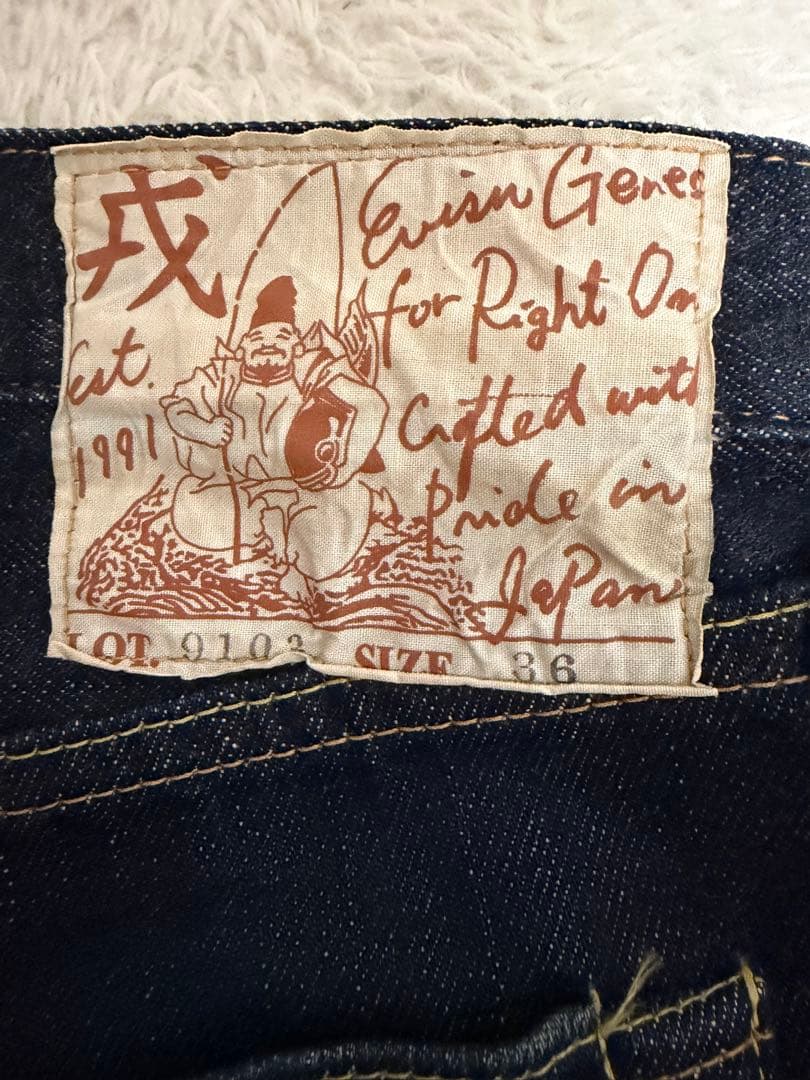 戎
est.
1991
Evisu Genes
for Right On
Crafted with
Pride in
Japan
LOT. 9103 SIZE 36